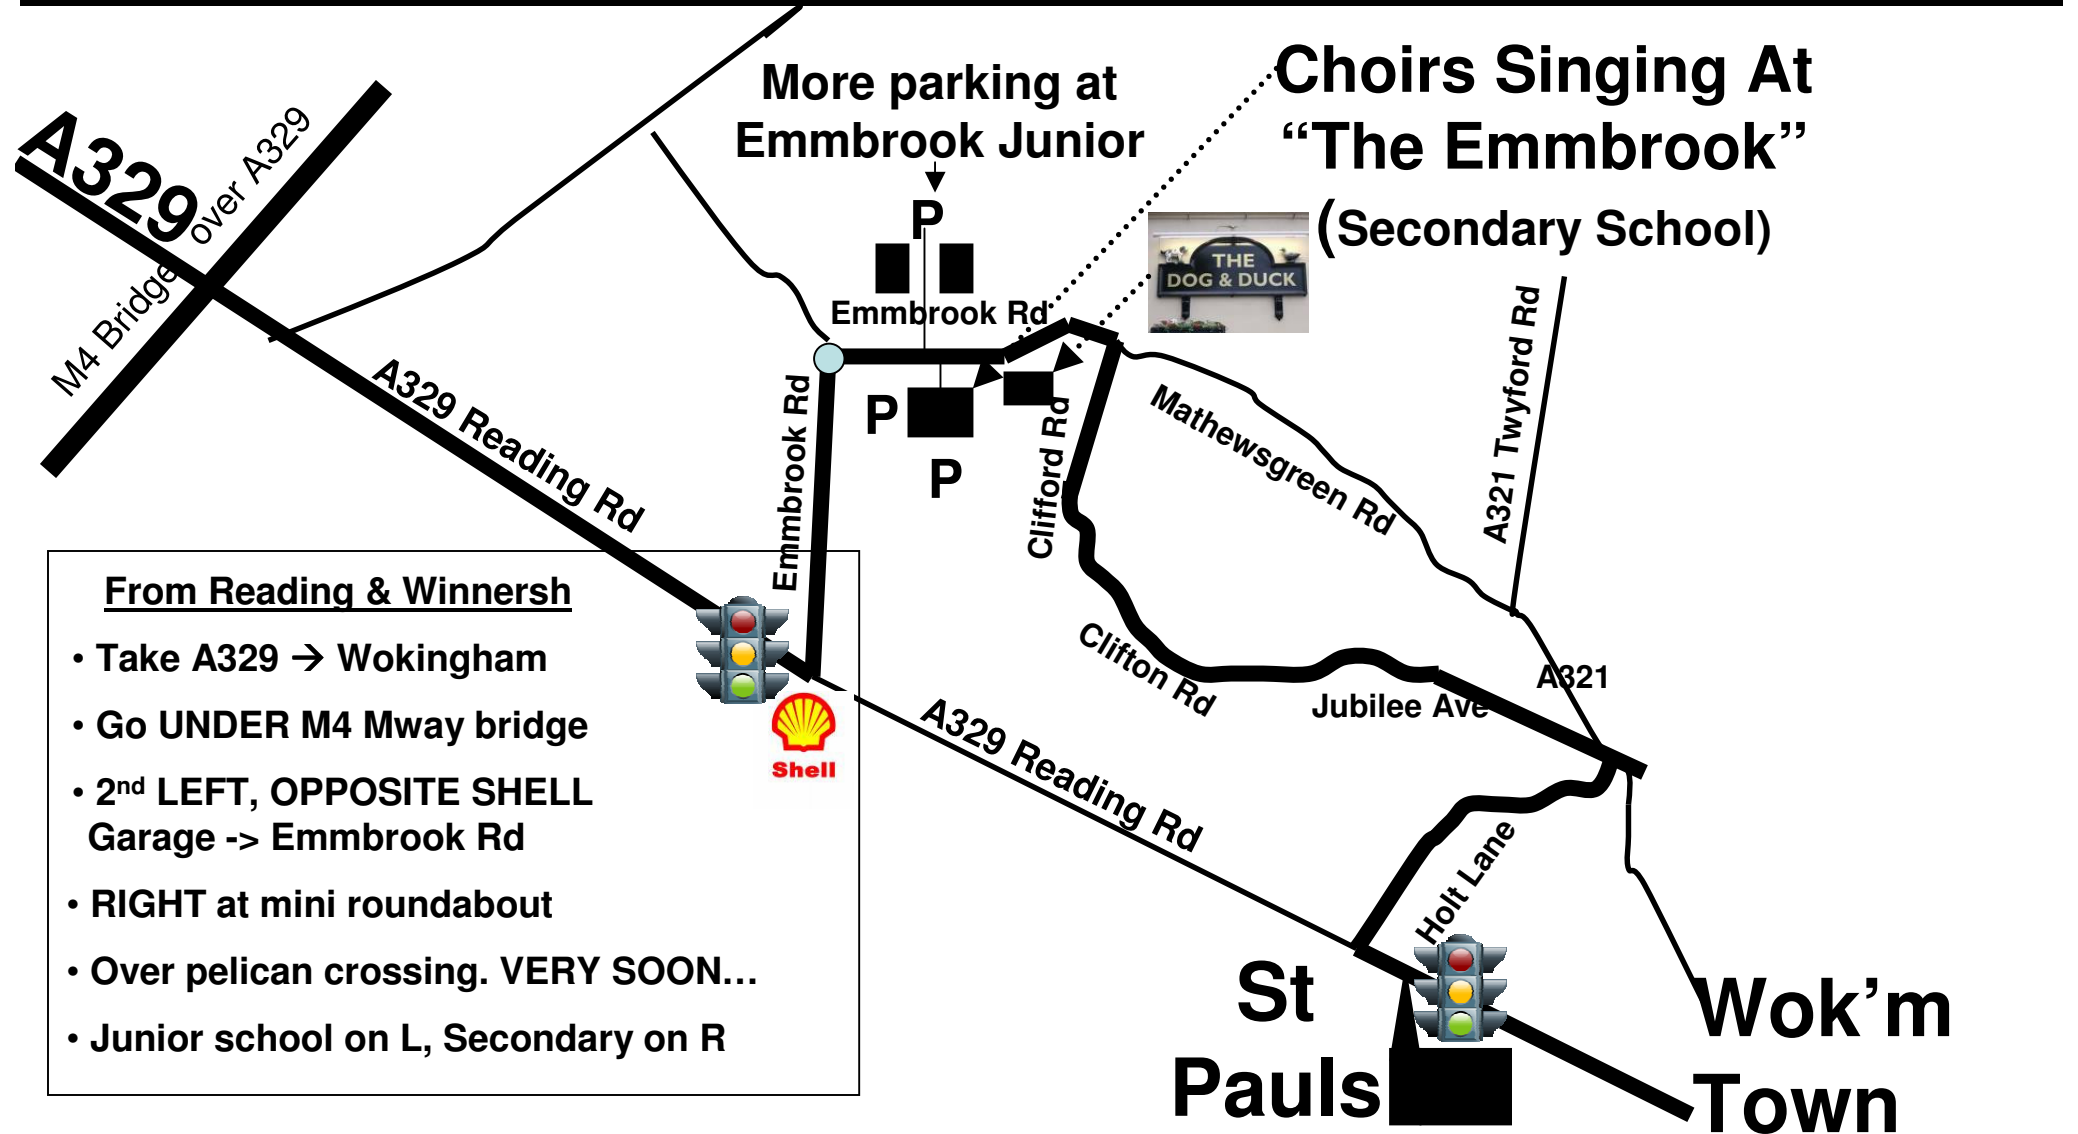 More parking at
Emmbrook Junior
Choirs Singing At
“The Emmbrook”
(Secondary School)
A329
M4 Bridge over A329
P
THE
DOG & DUCK
Emmbrook Rd
A329 Reading Rd
Emmbrook Rd
P
P
Clifford Rd
Mathewsgreen Rd
A321 Twyford Rd
From Reading & Winnersh
• Take A329 → Wokingham
• Go UNDER M4 Mway bridge
• 2nd LEFT, OPPOSITE SHELL
Garage -> Emmbrook Rd
• RIGHT at mini roundabout
• Over pelican crossing. VERY SOON…
• Junior school on L, Secondary on R
Shell
Clifton Rd
Jubilee Ave
A321
A329 Reading Rd
Holt Lane
St
Pauls
Wok’m
Town